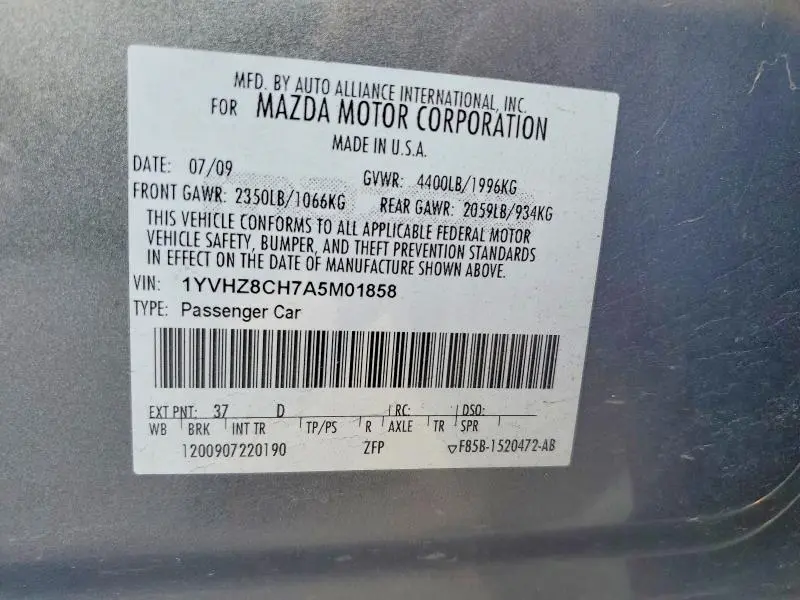 MFD. BY AUTO ALLIANCE INTERNATIONAL, INC.
FOR MAZDA MOTOR CORPORATION
MADE IN U.S.A.
DATE: 07/09 GVWR: 4400LB/1996KG
FRONT GAWR: 2350LB/1066KG REAR GAWR: 2059LB/934KG
THIS VEHICLE CONFORMS TO ALL APPLICABLE FEDERAL MOTOR
VEHICLE SAFETY, BUMPER, AND THEFT PREVENTION STANDARDS
IN EFFECT ON THE DATE OF MANUFACTURE SHOWN ABOVE.
VIN: 1YVHZ8CH7A5M01858
TYPE: Passenger Car
EXT PNT: 37 D RC: DSO:
WB BRK INT TR TP/PS R AXLE TR SPR
1200907220190 ZFP ▽F85B-1520472-AB